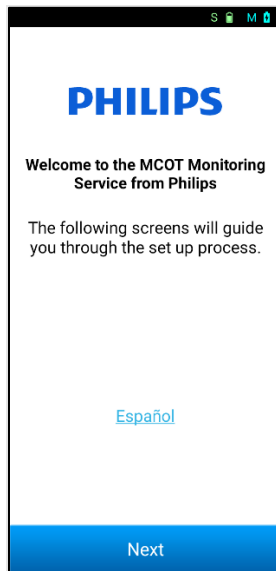 S M
PHILIPS
Welcome to the MCOT Monitoring
Service from Philips
The following screens will guide
you through the set up process.
Español
Next